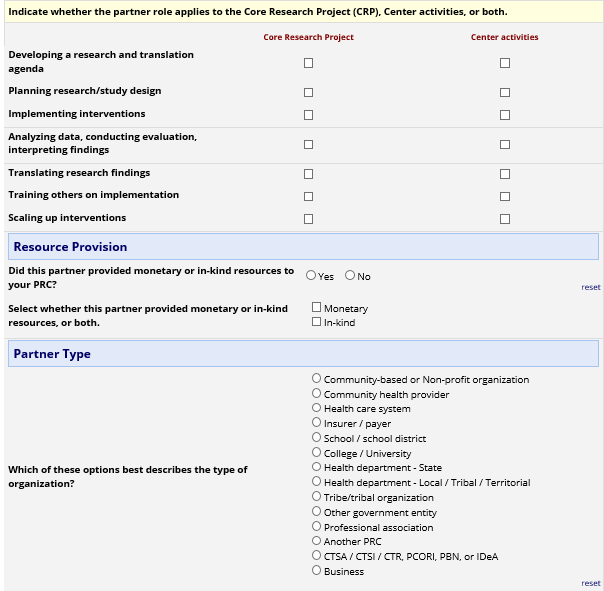 Indicate whether the partner role applies to the Core Research Project (CRP), Center activities, or both.
Core Research Project Center activities
Developing a research and translation
agenda
Planning research/study design
Implementing interventions
Analyzing data, conducting evaluation,
interpreting findings
Translating research findings
Training others on implementation
Scaling up interventions
Resource Provision
Did this partner provided monetary or in-kind resources to
your PRC?
Yes No
reset
Select whether this partner provided monetary or in-kind
resources, or both.
Monetary
In-kind
Partner Type
Which of these options best describes the type of
organization?
Community-based or Non-profit organization
Community health provider
Health care system
Insurer / payer
School / school district
College / University
Health department - State
Health department - Local / Tribal / Territorial
Tribe/tribal organization
Other government entity
Professional association
Another PRC
CTSA / CTSI / CTR, PCORI, PBN, or IDeA
Business
reset